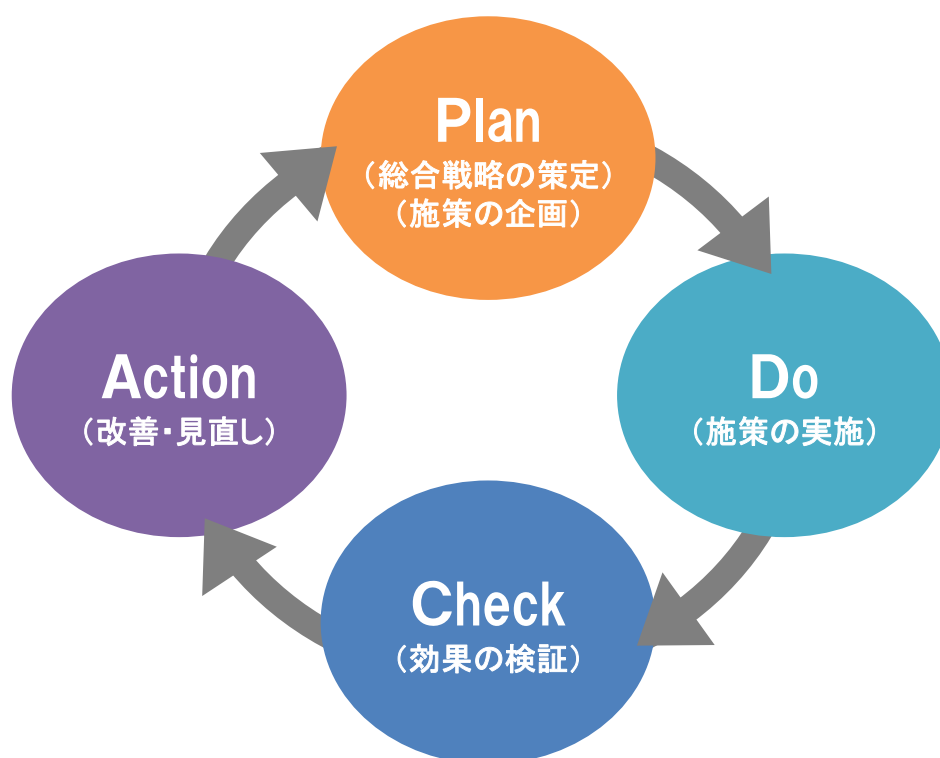 Plan
（総合戦略の策定）
（施策の企画）
Do
（施策の実施）
Check
（効果の検証）
Action
（改善・見直し）